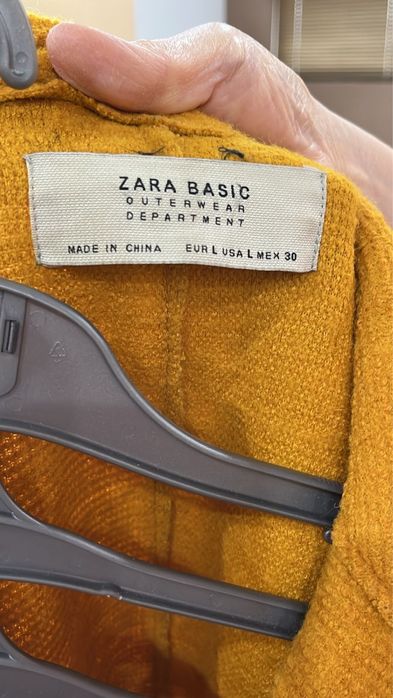 ZARA BASIC
OUTERWEAR
DEPARTMENT
MADE IN CHINA EUR L USA L MEX 30